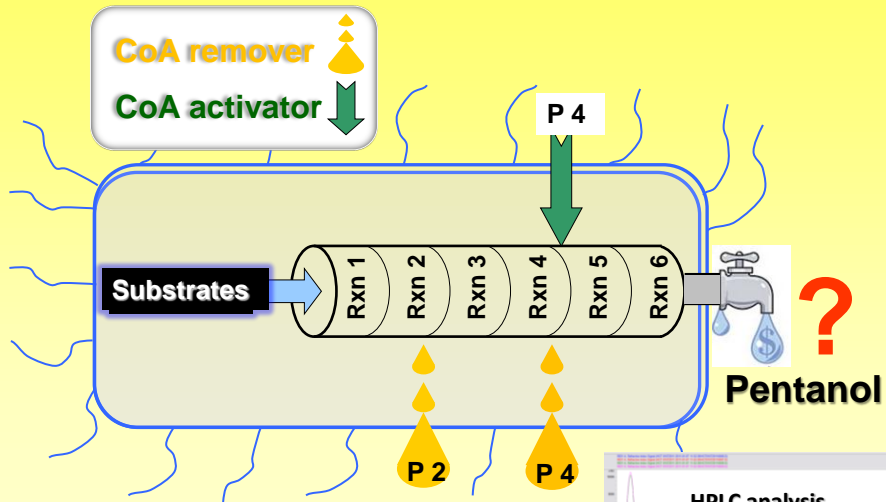 CoA remover
CoA activator
P 4
Substrates
Rxn 1
Rxn 2
Rxn 3
Rxn 4
Rxn 5
Rxn 6
$
?
Pentanol
P 2
P 4
HPLC analysis